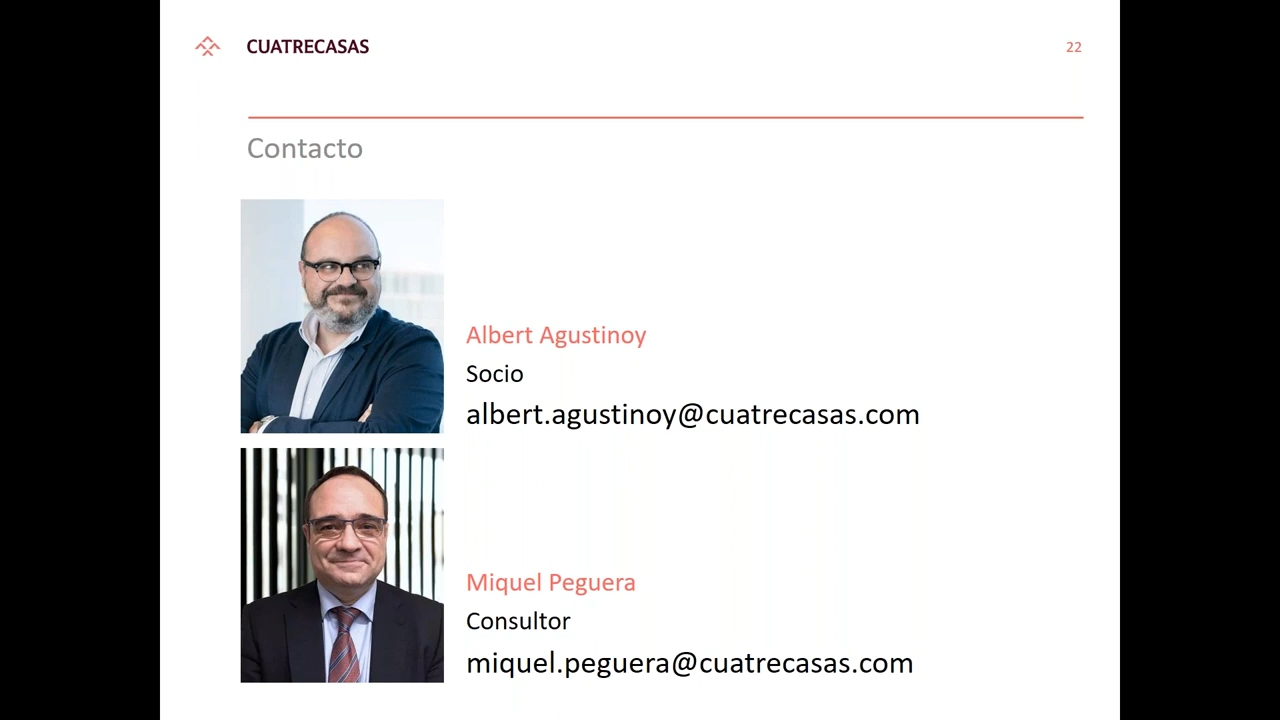 CUATRECASAS
22
Contacto
Albert Agustinoy
Socio
albert.agustinoy@cuatrecasas.com
Miquel Peguera
Consultor
miquel.peguera@cuatrecasas.com